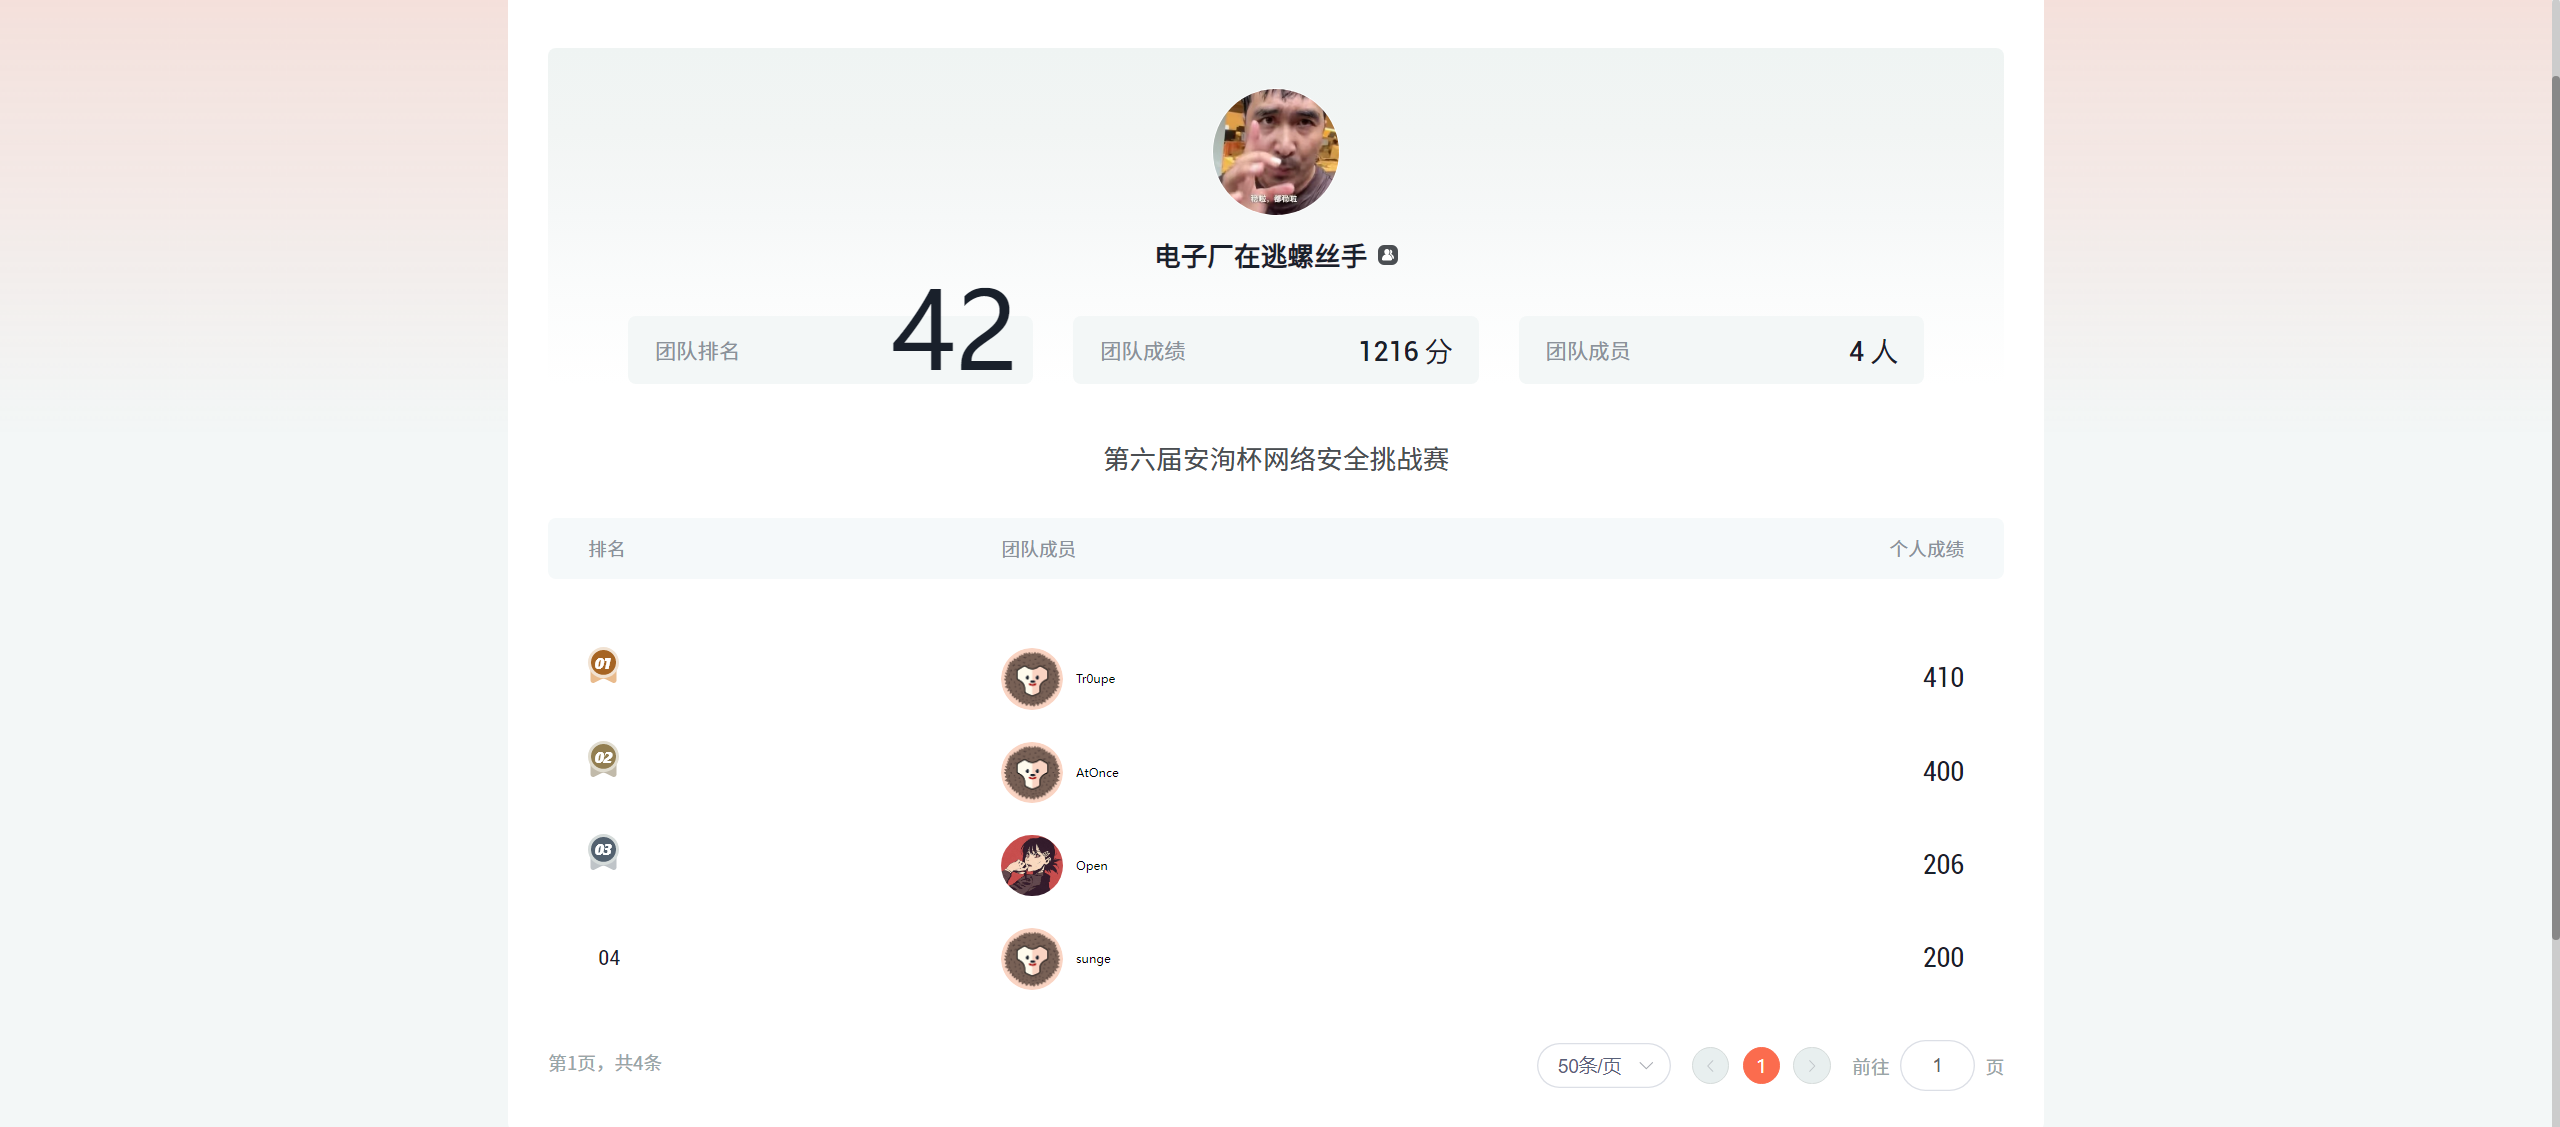 电子厂在逃螺丝手
团队排名 42
团队成绩 1216 分
团队成员 4 人
第六届安洵杯网络安全挑战赛
排名 团队成员 个人成绩
01 Tr0upe 410
02 AtOnce 400
03 Open 206
04 sunge 200
第1页，共4条 50条/页 1 前往 1 页